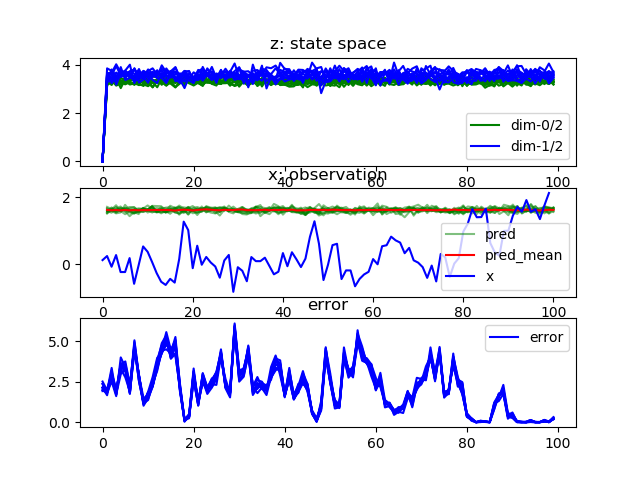 z: state space
4
2
0
dim-0/2
dim-1/2
0 20 40 60 80 100
x: observation
2
0
pred
pred_mean
x
0 20 40 60 80 100
error
5.0
2.5
0.0
error
0 20 40 60 80 100